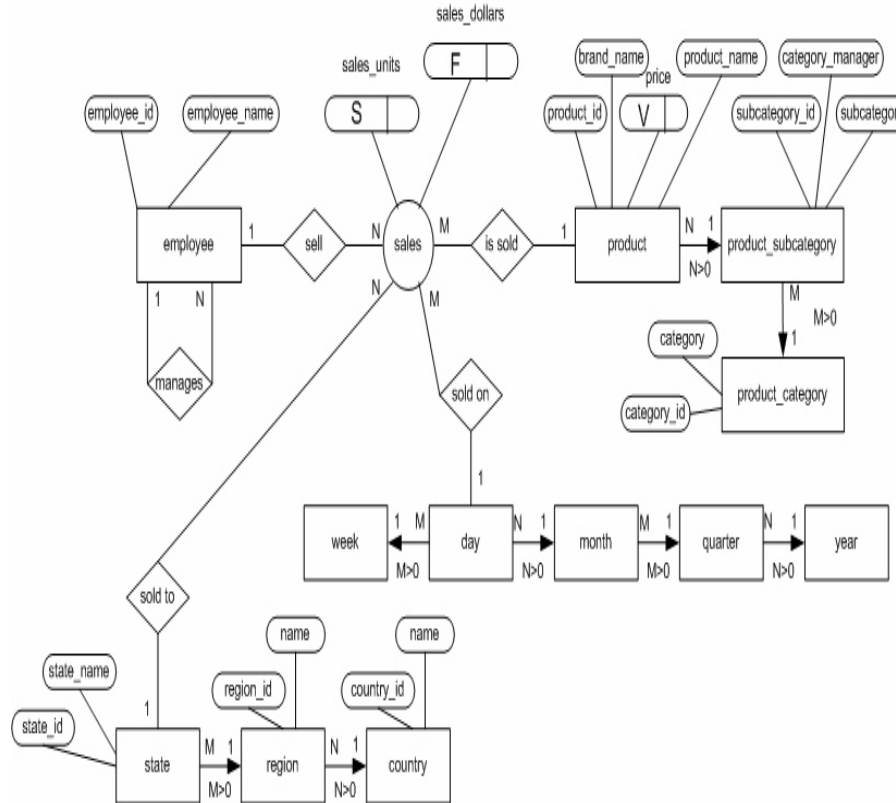 sales_dollars
F
sales_units
S
brand_name
product_name
category_manager
price
employee_id
employee_name
product_id
V
subcategory_id
employee
1
sell
N
sales
M
is sold
1
product
N
1
N>0
product_subcategory
1
N
manages
N
M
M
M>0
1
category
product_category
category_id
sold on
1
week
1
M
M>0
day
N
1
N>0
month
M
1
M>0
quarter
N
1
N>0
year
sold to
1
name
name
state_name
region_id
country_id
state_id
state
M
1
M>0
region
N
1
N>0
country